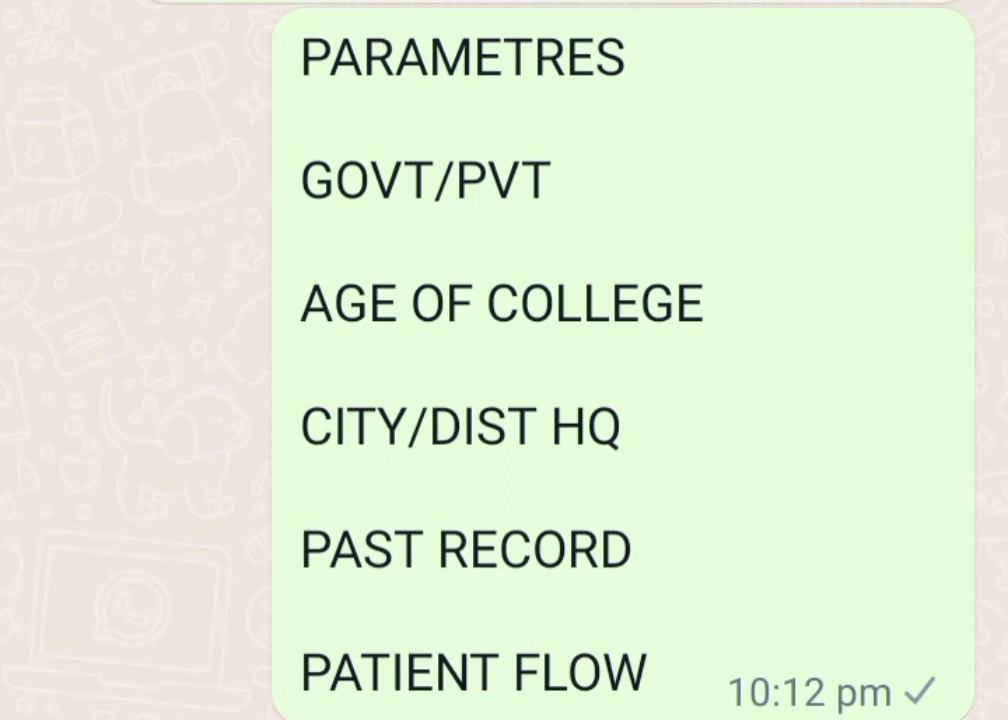 PARAMETRES
GOVT/PVT
AGE OF COLLEGE
CITY/DIST HQ
PAST RECORD
PATIENT FLOW
10:12 pm